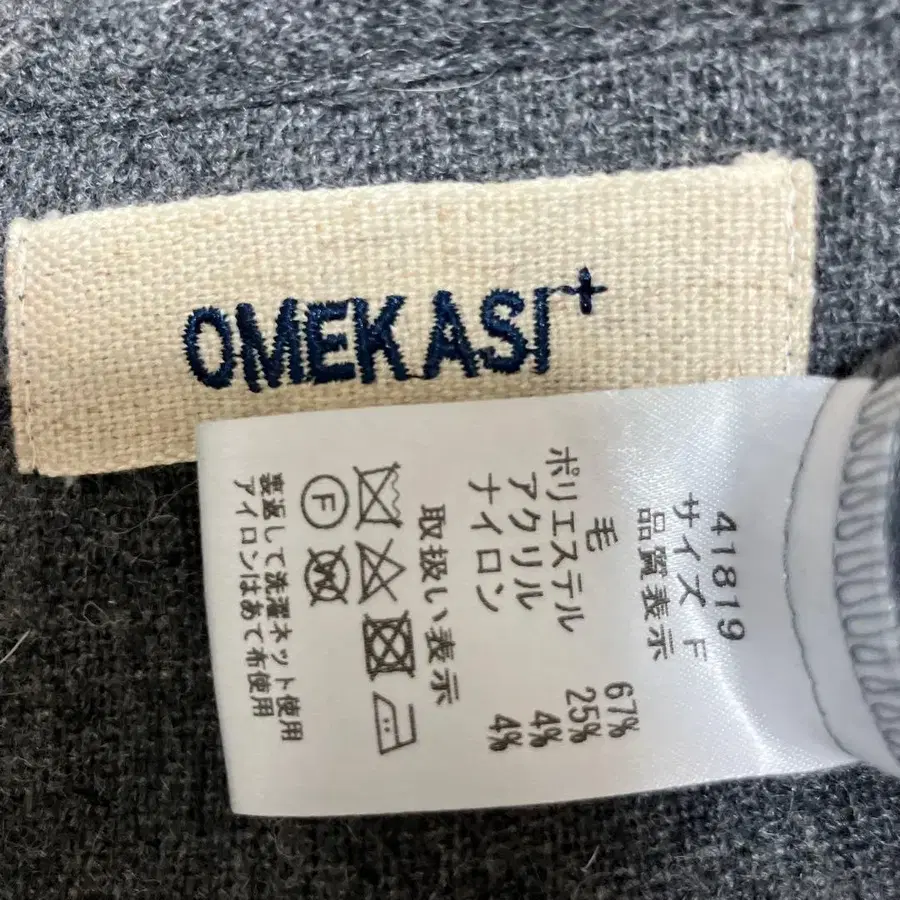 OMEKASI+
41819
サイズ F
品質表示
ポリエステル 67%
毛 25%
アクリル 4%
ナイロン 4%
取扱い表示
F W
裏返して洗濯ネット使用
アイロンはあて布使用